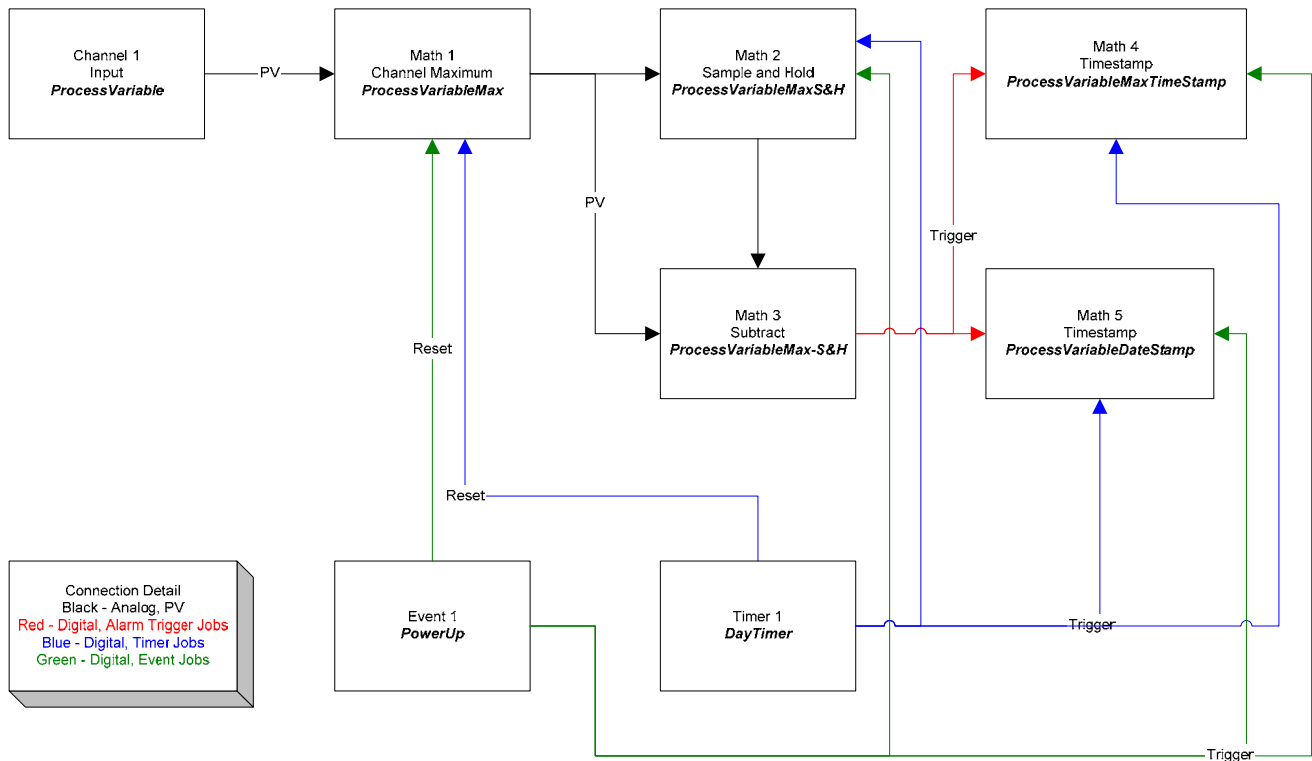 Channel 1
Input
ProcessVariable
PV
Math 1
Channel Maximum
ProcessVariableMax
Math 2
Sample and Hold
ProcessVariableMaxS&H
Math 4
Timestamp
ProcessVariableMaxTimeStamp
PV
Trigger
Math 3
Subtract
ProcessVariableMax-S&H
Math 5
Timestamp
ProcessVariableDateStamp
Reset
Reset
Connection Detail
Black - Analog, PV
Red - Digital, Alarm Trigger Jobs
Blue - Digital, Timer Jobs
Green - Digital, Event Jobs
Event 1
PowerUp
Timer 1
DayTimer
Trigger
Trigger